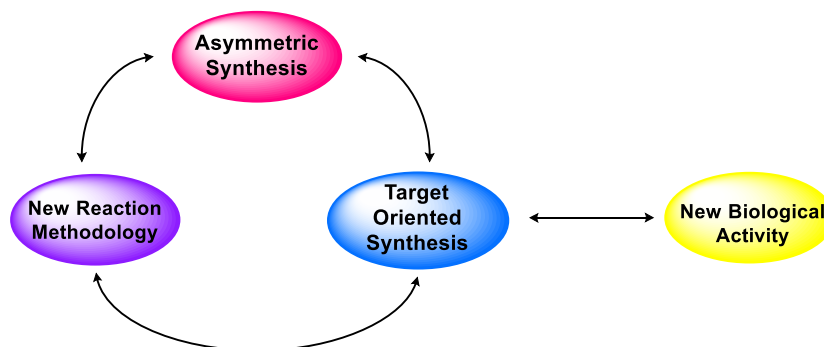 Asymmetric
Synthesis
New Reaction
Methodology
Target
Oriented
Synthesis
New Biological
Activity